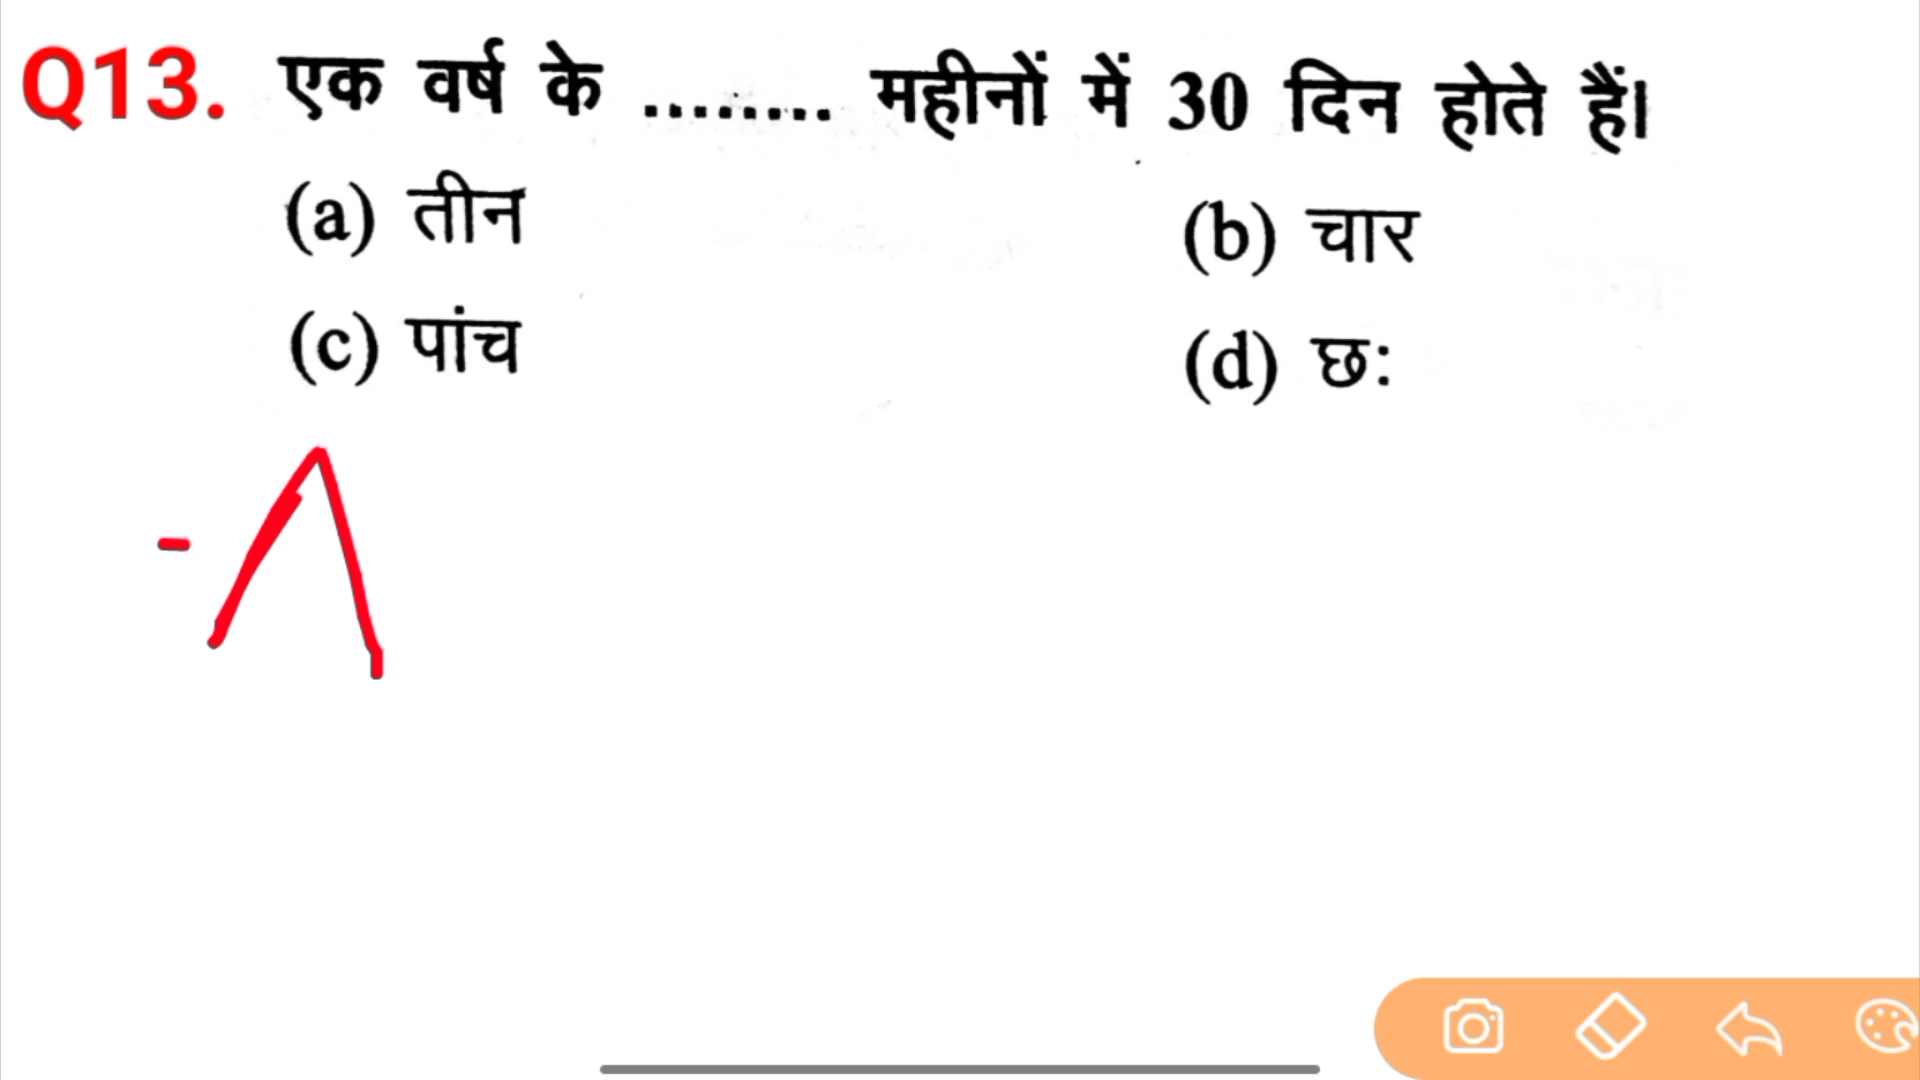 Q13. एक वर्ष के ........ महीनों में 30 दिन होते हैं।
(a) तीन (b) चार
(c) पांच (d) छः